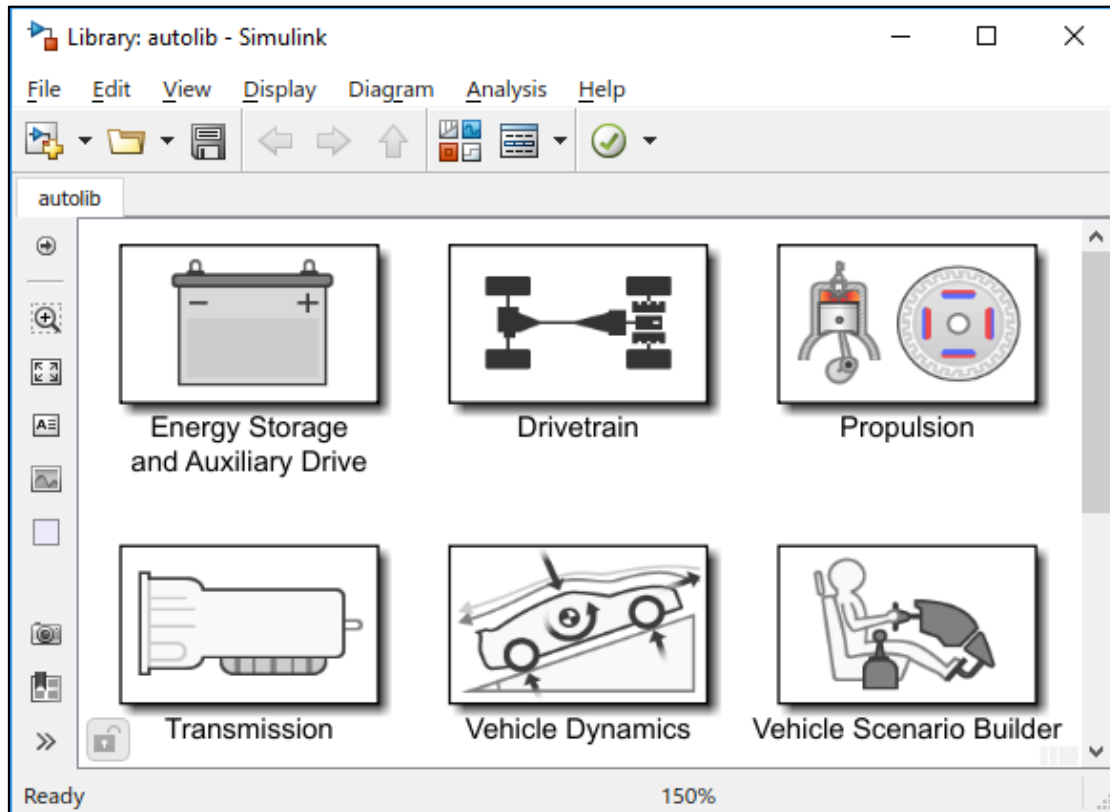 Library: autolib - Simulink
File Edit View Display Diagram Analysis Help
autolib
Energy Storage
and Auxiliary Drive
Drivetrain
Propulsion
Transmission
Vehicle Dynamics
Vehicle Scenario Builder
Ready
150%